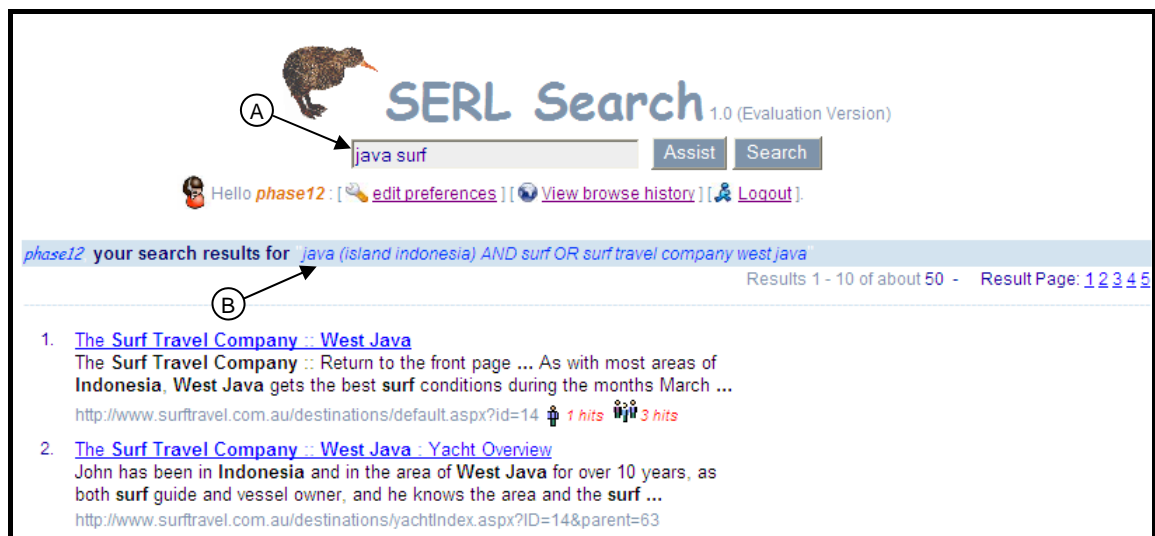 SERL Search 1.0 (Evaluation Version)
A
java surf Assist Search
Hello phase12 : [ edit preferences ] [ View browse history ] [ Logout ].
phase12 your search results for "java (island indonesia) AND surf OR surf travel company west java"
Results 1 - 10 of about 50 - Result Page: 1 2 3 4 5
B
1. The Surf Travel Company :: West Java
The Surf Travel Company :: Return to the front page ... As with most areas of
Indonesia, West Java gets the best surf conditions during the months March ...
http://www.surftravel.com.au/destinations/default.aspx?id=14 1 hits 3 hits
2. The Surf Travel Company :: West Java : Yacht Overview
John has been in Indonesia and in the area of West Java for over 10 years, as
both surf guide and vessel owner, and he knows the area and the surf ...
http://www.surftravel.com.au/destinations/yachtIndex.aspx?ID=14&parent=63